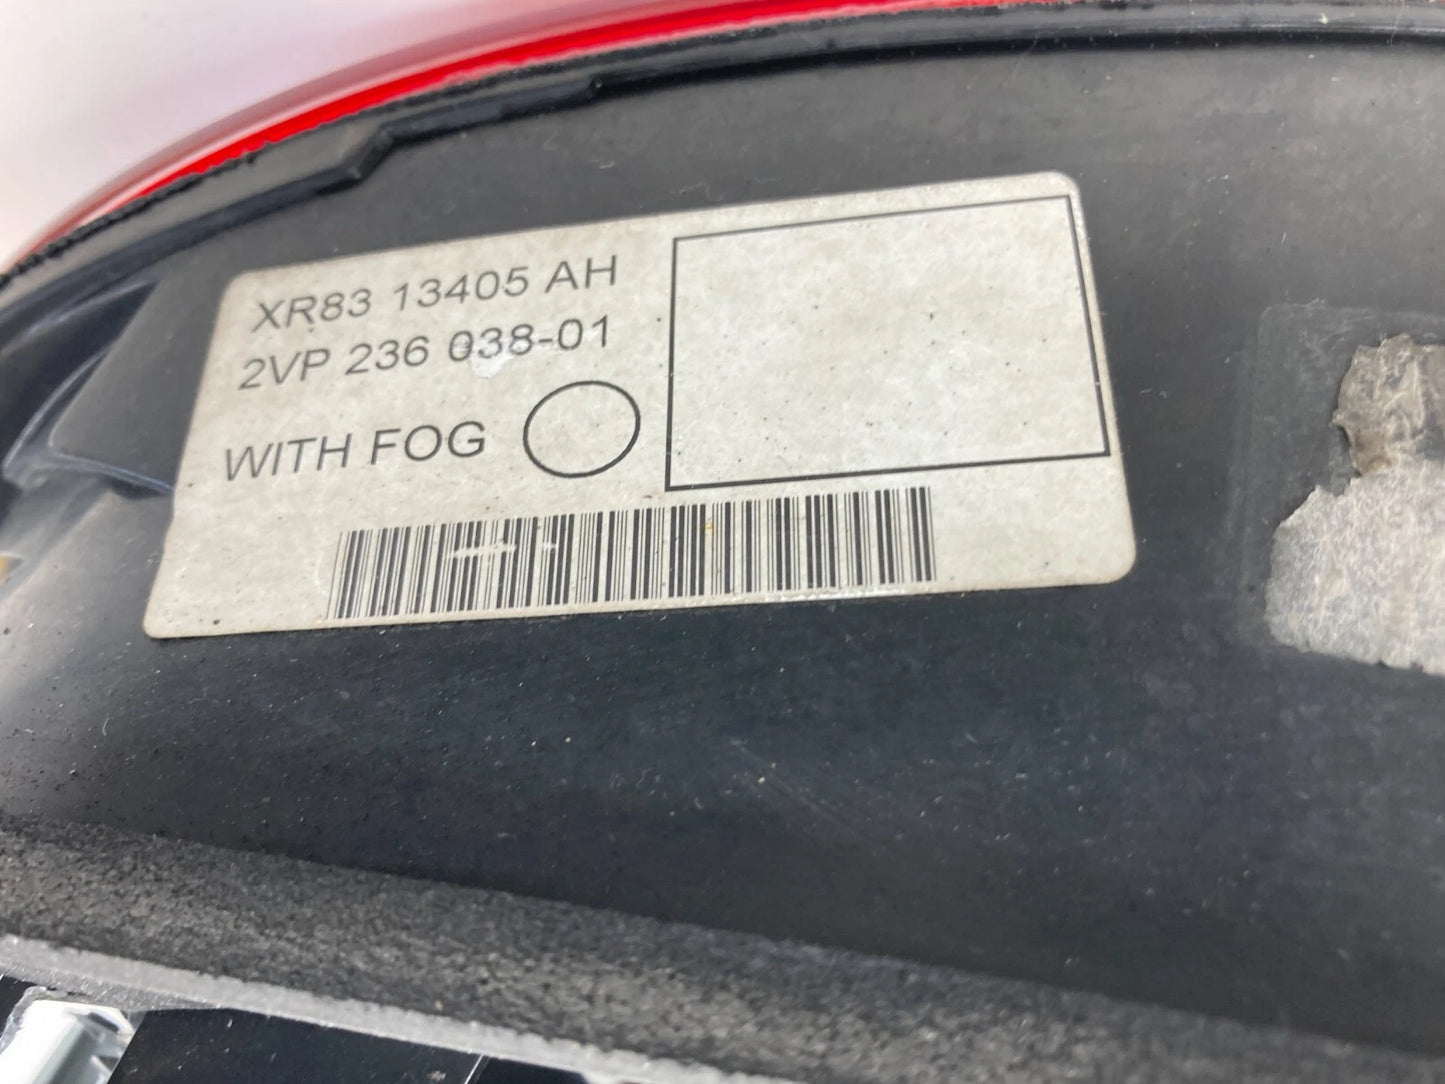 XR83 13405 AH
2VP 236 038-01
WITH FOG